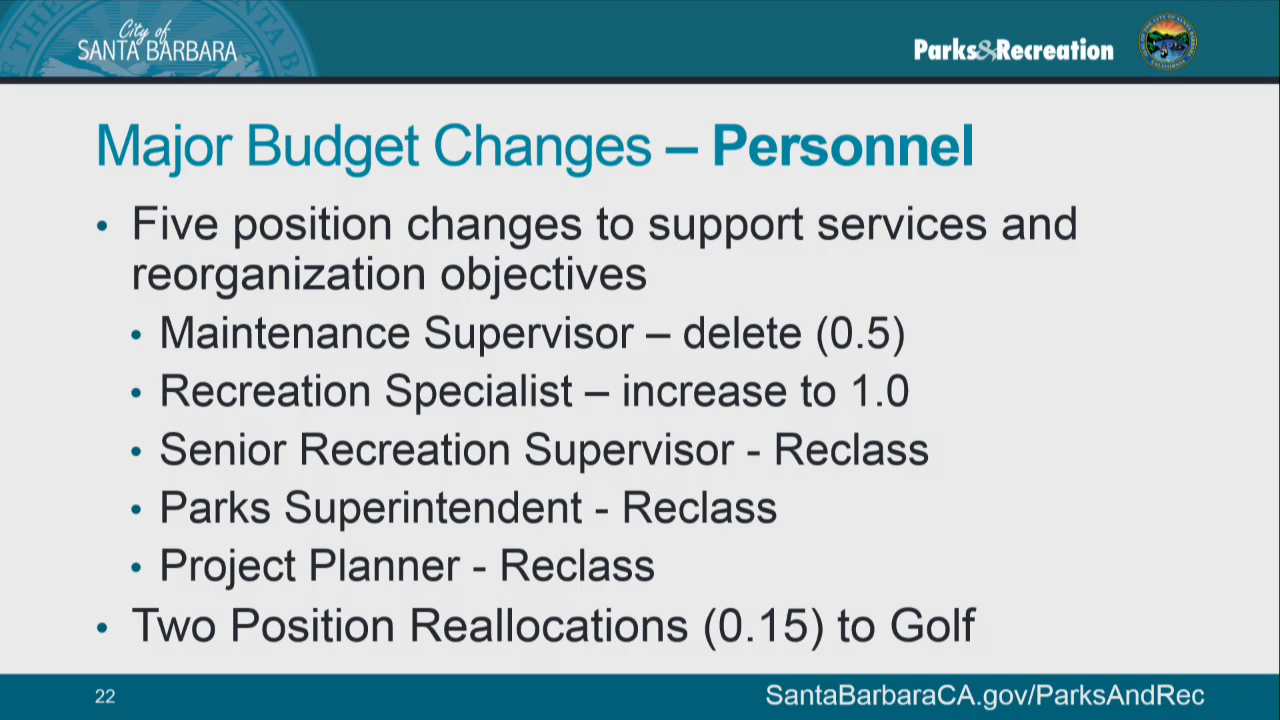 City of
SANTA BARBARA
Parks&Recreation
Major Budget Changes – Personnel
• Five position changes to support services and
reorganization objectives
• Maintenance Supervisor – delete (0.5)
• Recreation Specialist – increase to 1.0
• Senior Recreation Supervisor - Reclass
• Parks Superintendent - Reclass
• Project Planner - Reclass
• Two Position Reallocations (0.15) to Golf
22
SantaBarbaraCA.gov/ParksAndRec